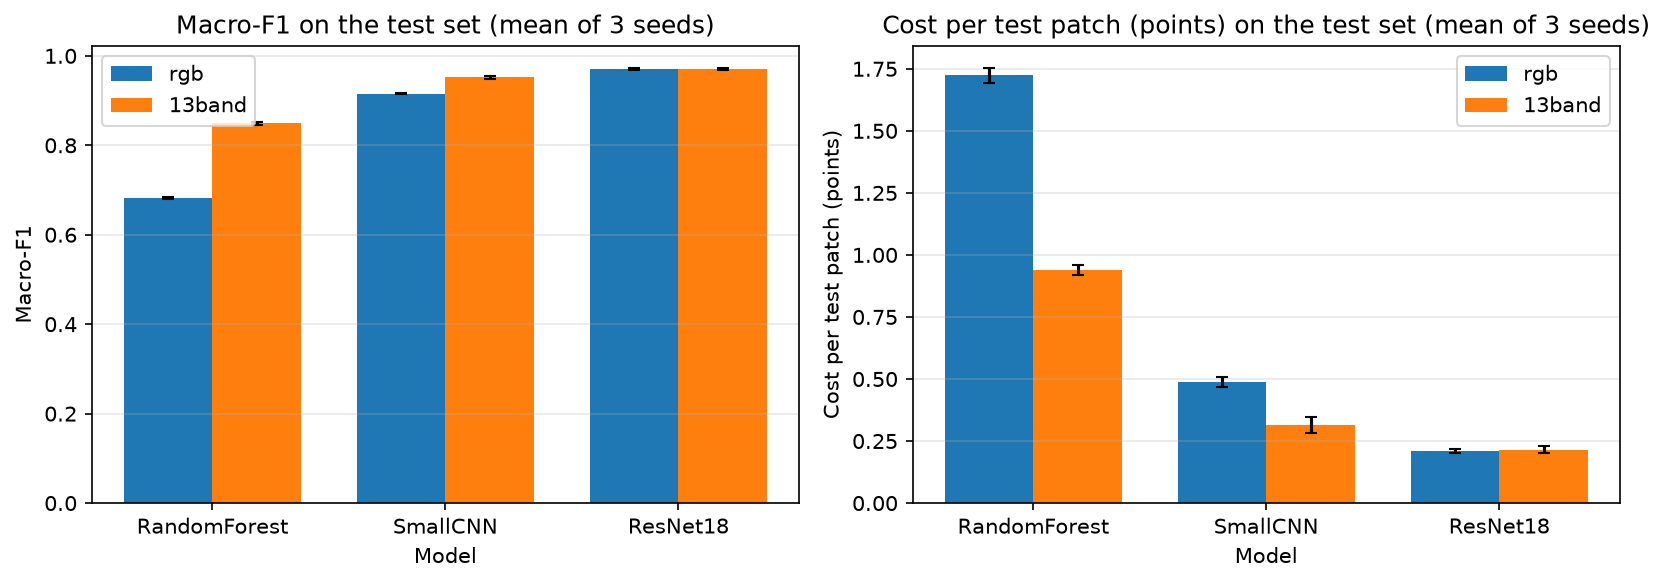 Macro-F1 on the test set (mean of 3 seeds)
Macro-F1
1.0
0.8
0.6
0.4
0.2
0.0
rgb
13band
RandomForest
SmallCNN
ResNet18
Model
Cost per test patch (points) on the test set (mean of 3 seeds)
Cost per test patch (points)
1.75
1.50
1.25
1.00
0.75
0.50
0.25
0.00
rgb
13band
RandomForest
SmallCNN
ResNet18
Model